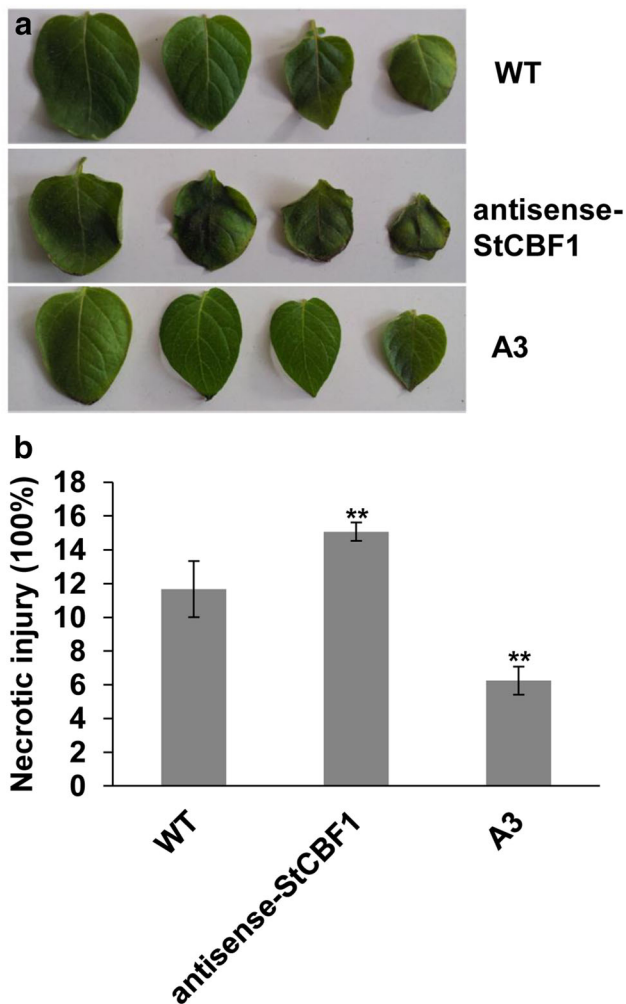 a
WT
antisense-
StCBF1
A3
b
Necrotic injury (100%)
18
16
14
12
10
8
6
4
2
0
**
**
WT
antisense-StCBF1
A3